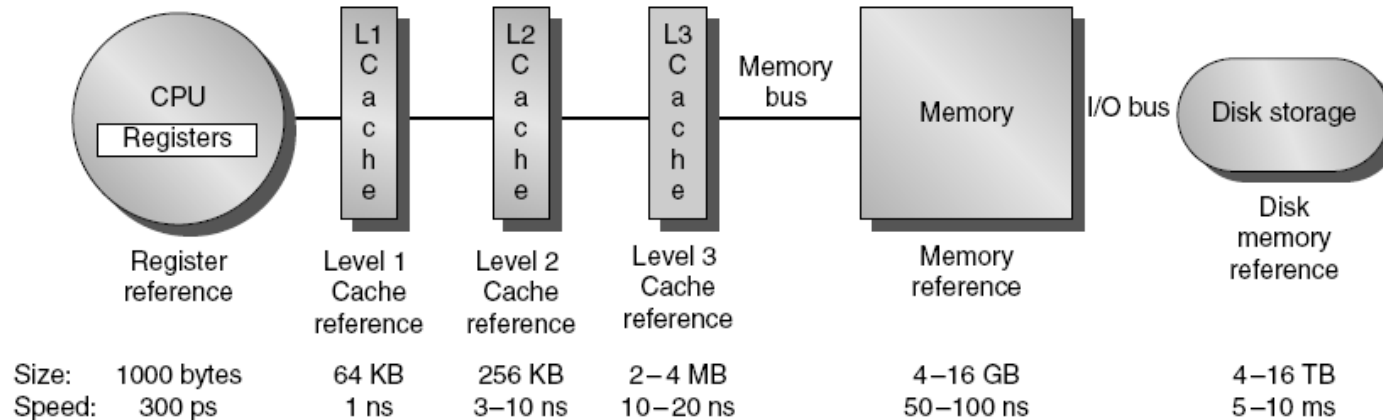 CPU
Registers
L1
C
a
c
h
e
L2
C
a
c
h
e
L3
C
a
c
h
e
Memory
bus
Memory
I/O bus
Disk storage
Register
reference
Level 1
Cache
reference
Level 2
Cache
reference
Level 3
Cache
reference
Memory
reference
Disk
memory
reference
Size: 1000 bytes 64 KB 256 KB 2–4 MB 4–16 GB 4–16 TB
Speed: 300 ps 1 ns 3–10 ns 10–20 ns 50–100 ns 5–10 ms